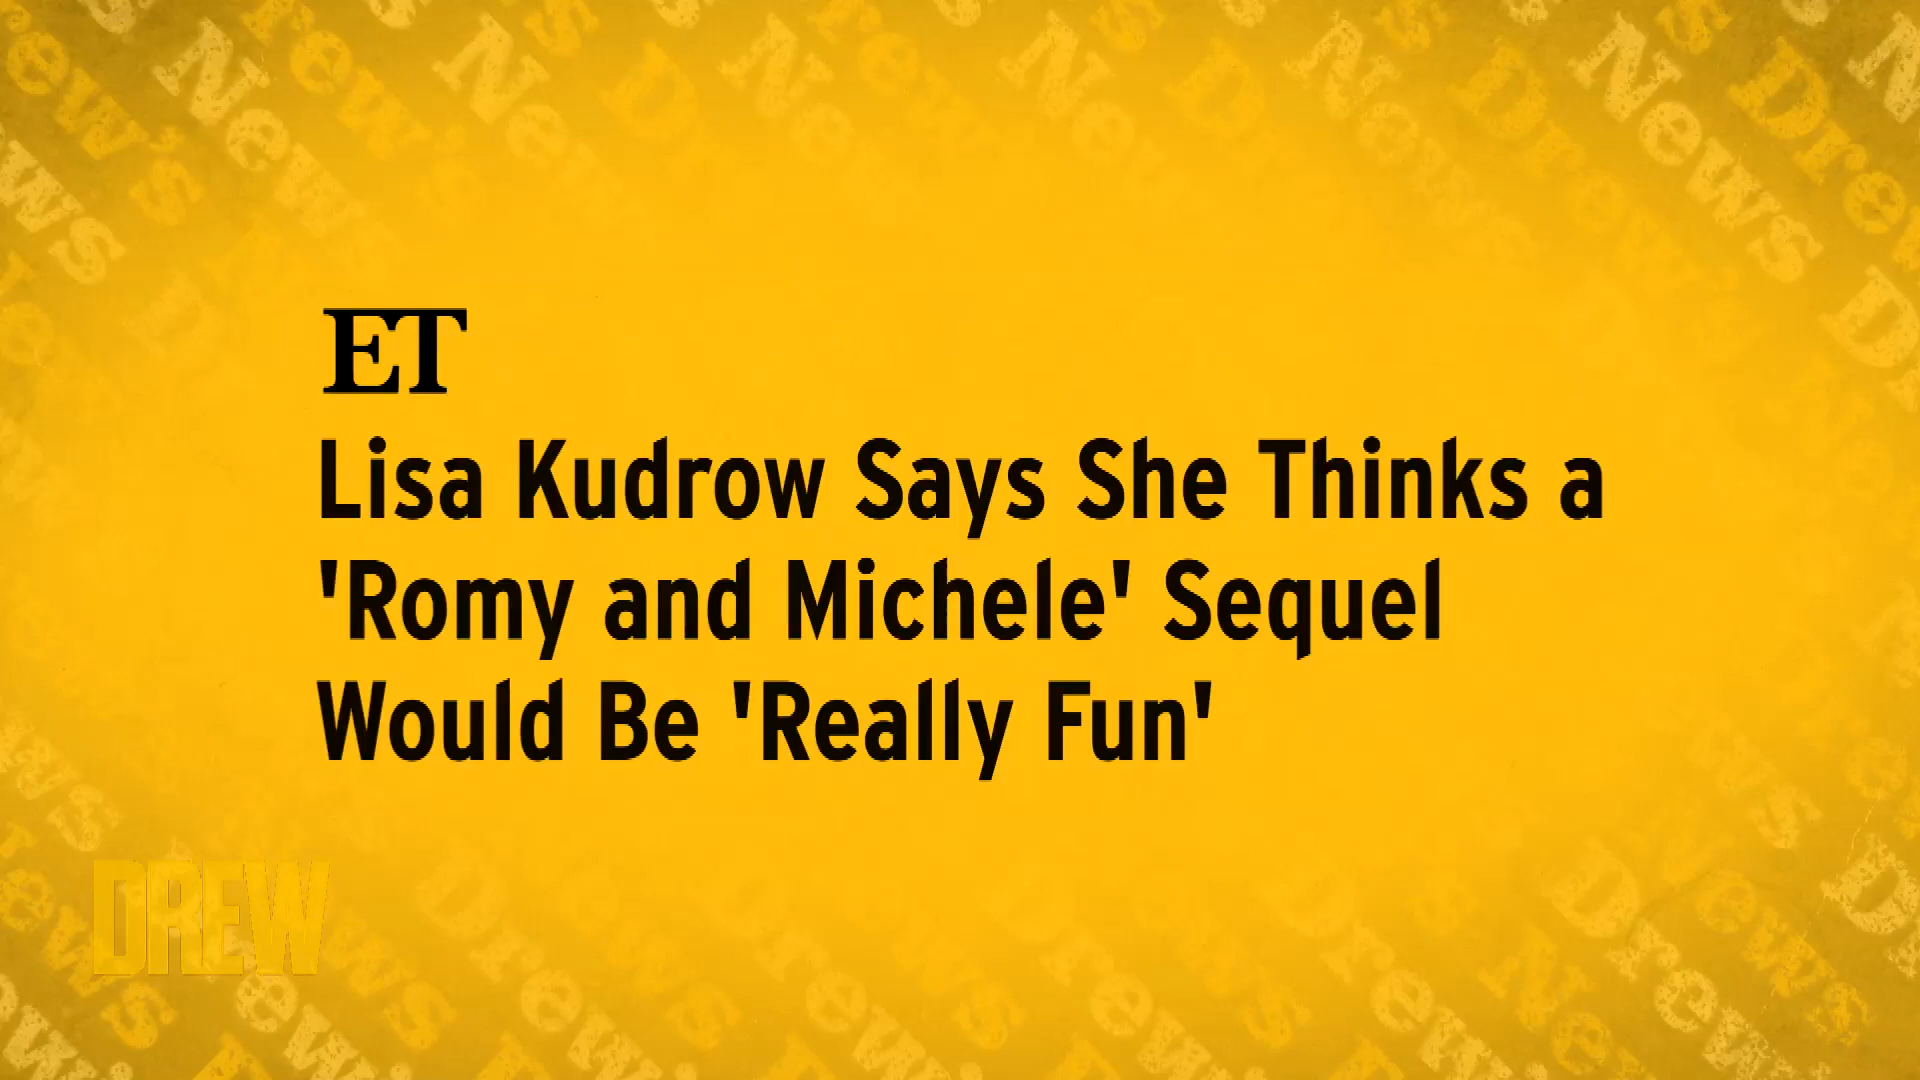 ET
Lisa Kudrow Says She Thinks a
'Romy and Michele' Sequel
Would Be 'Really Fun'
DREW